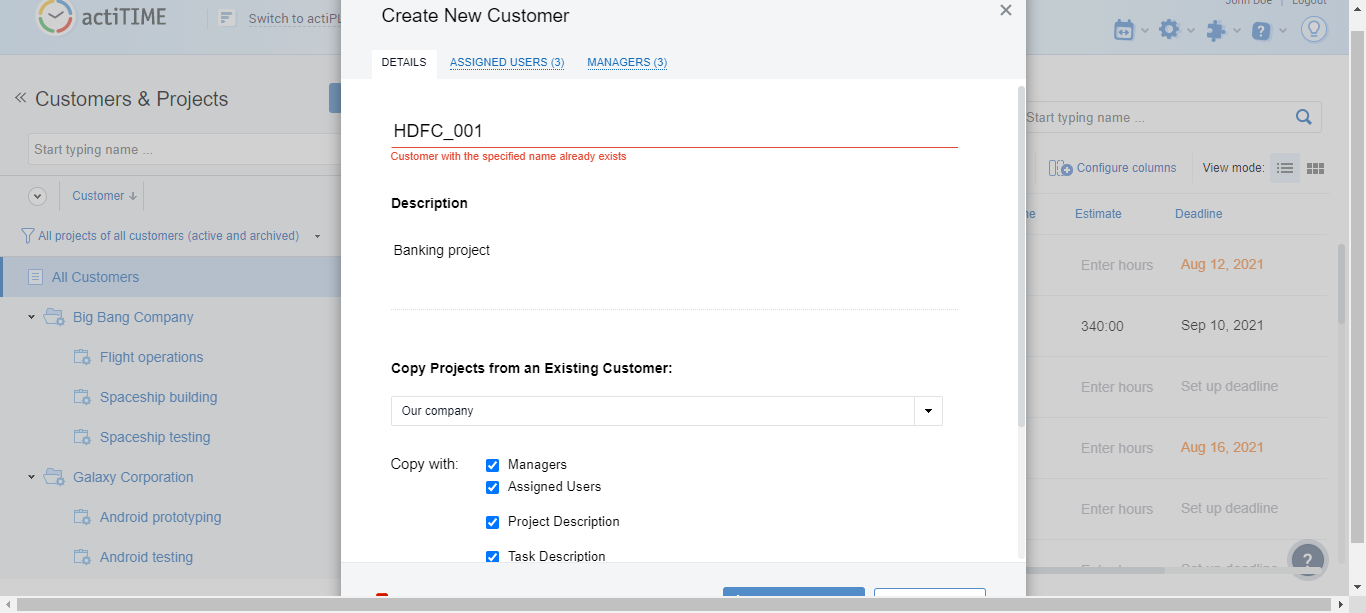 actiTIME
Switch to actiPL
Create New Customer
×
John Doe
Logout
DETAILS
ASSIGNED USERS (3)
MANAGERS (3)
Customers & Projects
HDFC_001
Customer with the specified name already exists
Start typing name ...
Start typing name ...
Configure columns
View mode:
Customer
Description
Estimate
Deadline
All projects of all customers (active and archived)
Banking project
All Customers
Enter hours
Aug 12, 2021
Big Bang Company
340:00
Sep 10, 2021
Flight operations
Copy Projects from an Existing Customer:
Enter hours
Set up deadline
Spaceship building
Our company
Spaceship testing
Enter hours
Aug 16, 2021
Copy with:
Managers
Galaxy Corporation
Assigned Users
Android prototyping
Project Description
Enter hours
Set up deadline
Android testing
Task Description
?